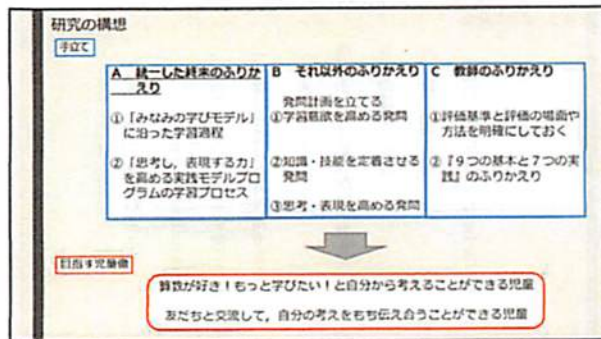 研究の構想
手立て
A 統一した終末のふりか
えり
①「みなみの学びモデル」
に沿った学習過程
②「思考し，表現する力」
を高める実践モデルプロ
グラムの学習プロセス
B それ以外のふりかえり
発問計画を立てる
①学習意欲を高める発問
②知識・技能を定着させる
発問
③思考・表現を高める発問
C 教師のふりかえり
①評価基準と評価の場面や
方法を明確にしておく
②『９つの基本と７つの実
践』のふりかえり
目指す児童像
算数が好き！もっと学びたい！と自分から考えることができる児童
友だちと交流して，自分の考えをもち伝え合うことができる児童